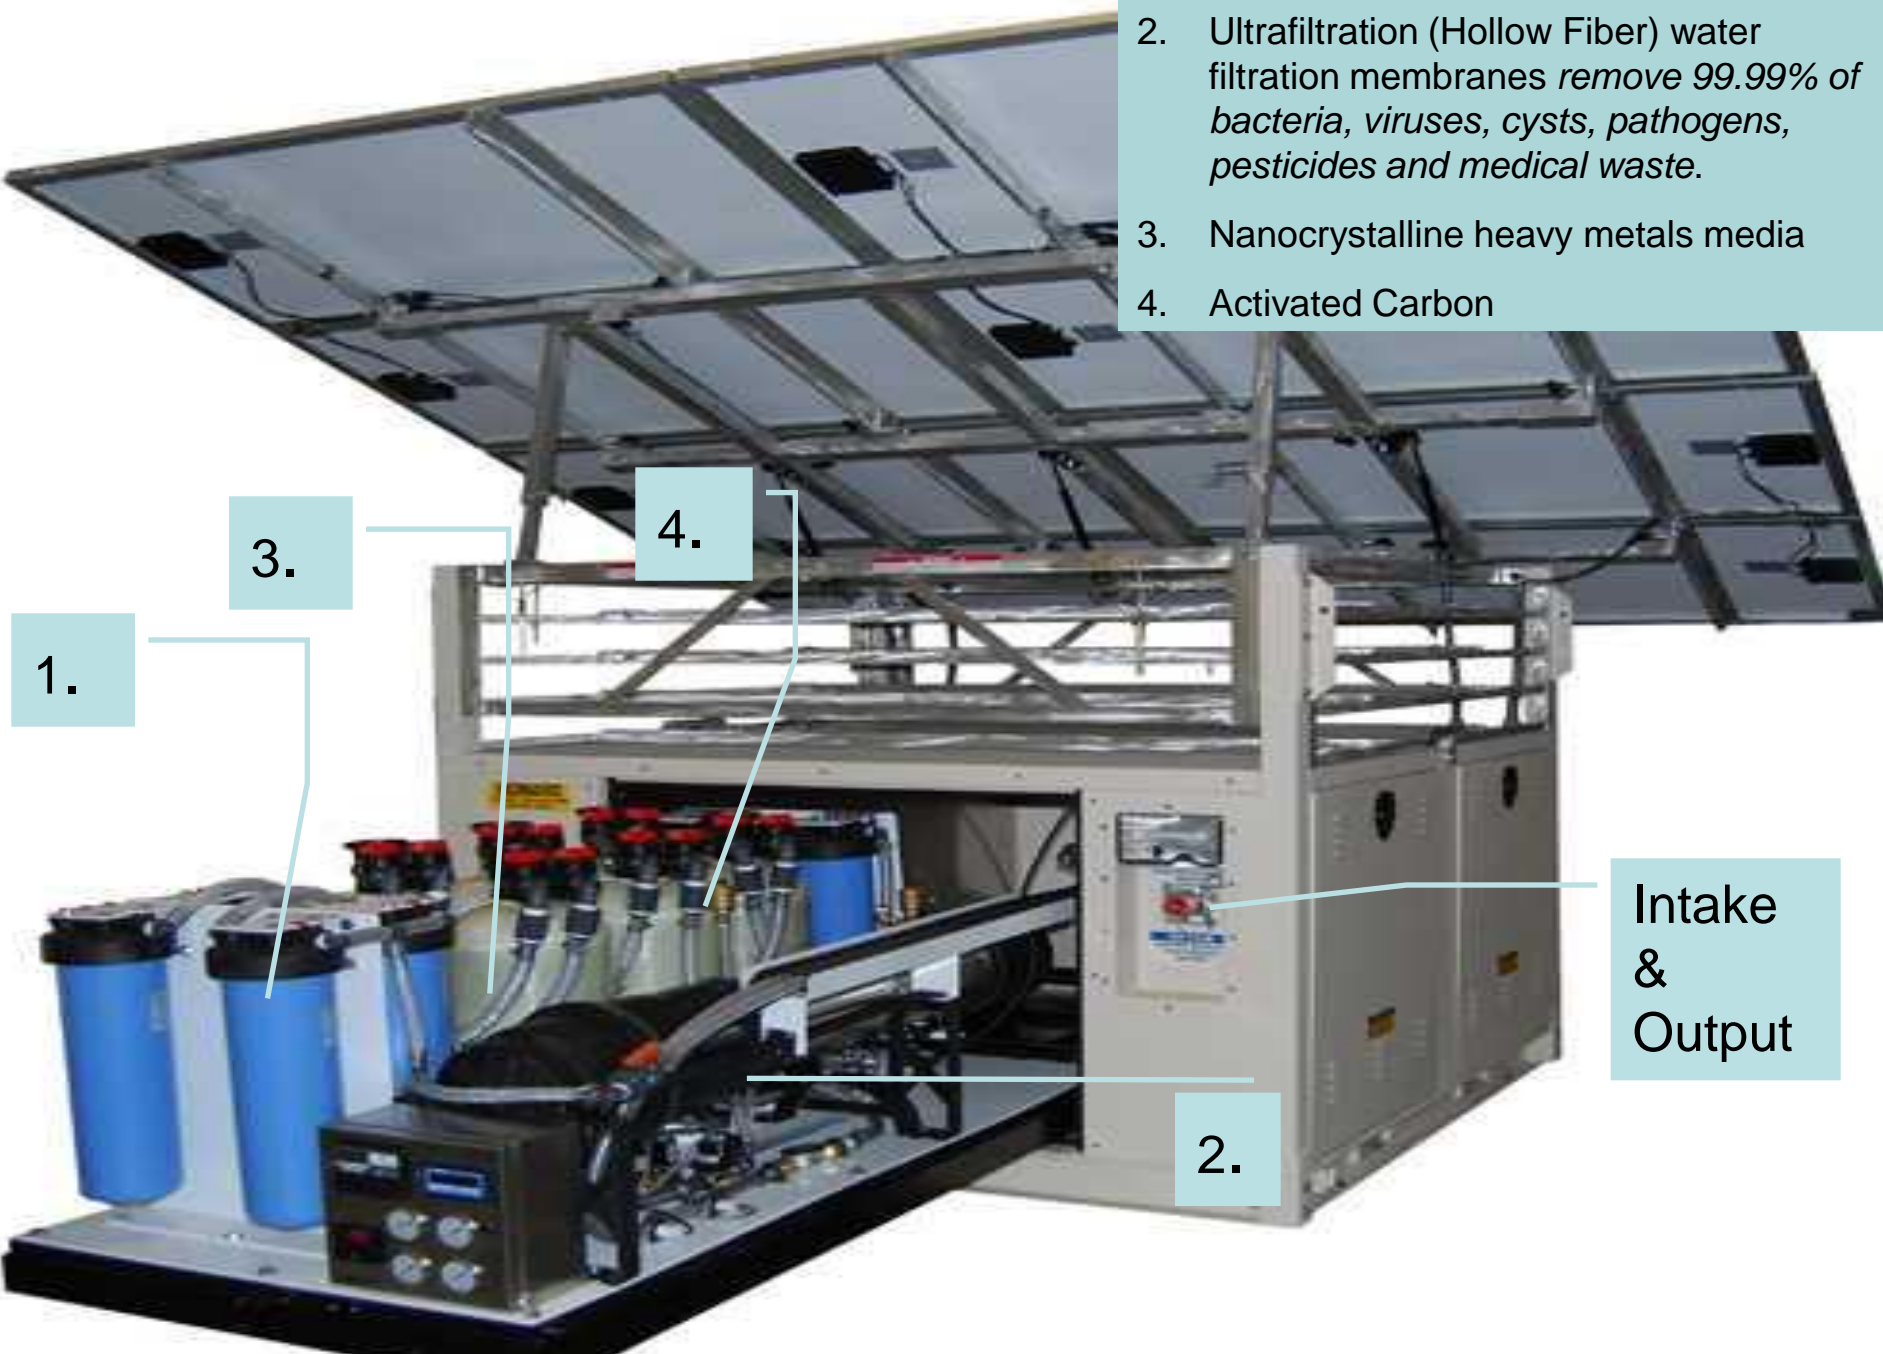 2. Ultrafiltration (Hollow Fiber) water
filtration membranes remove 99.99% of
bacteria, viruses, cysts, pathogens,
pesticides and medical waste.
3. Nanocrystalline heavy metals media
4. Activated Carbon
4.
3.
1.
Intake
&
Output
2.